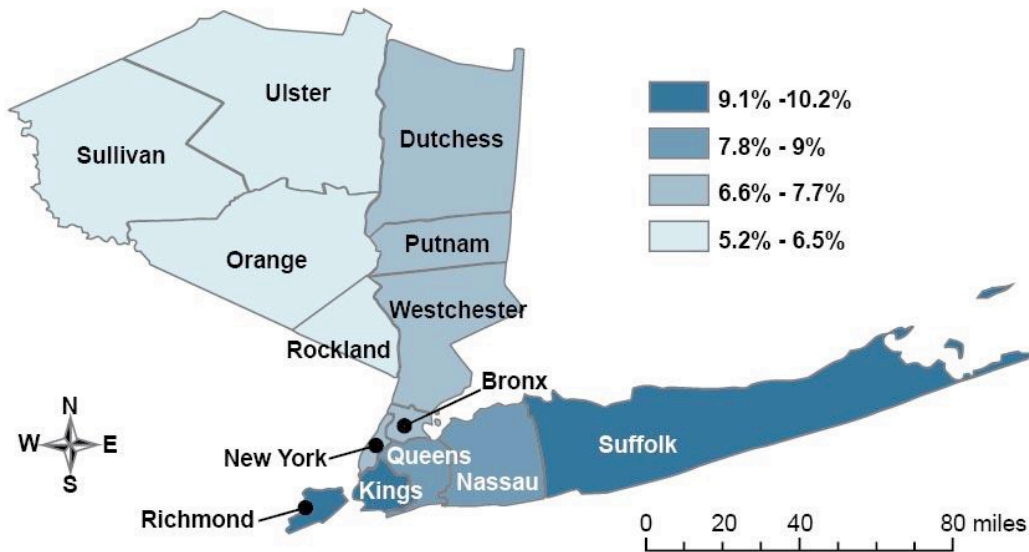 Ulster
Sullivan
Dutchess
Orange
Putnam
Westchester
Rockland
Bronx
New York
Queens
Nassau
Suffolk
Kings
Richmond
9.1% -10.2%
7.8% - 9%
6.6% - 7.7%
5.2% - 6.5%
N
W E
S
0 20 40 80 miles